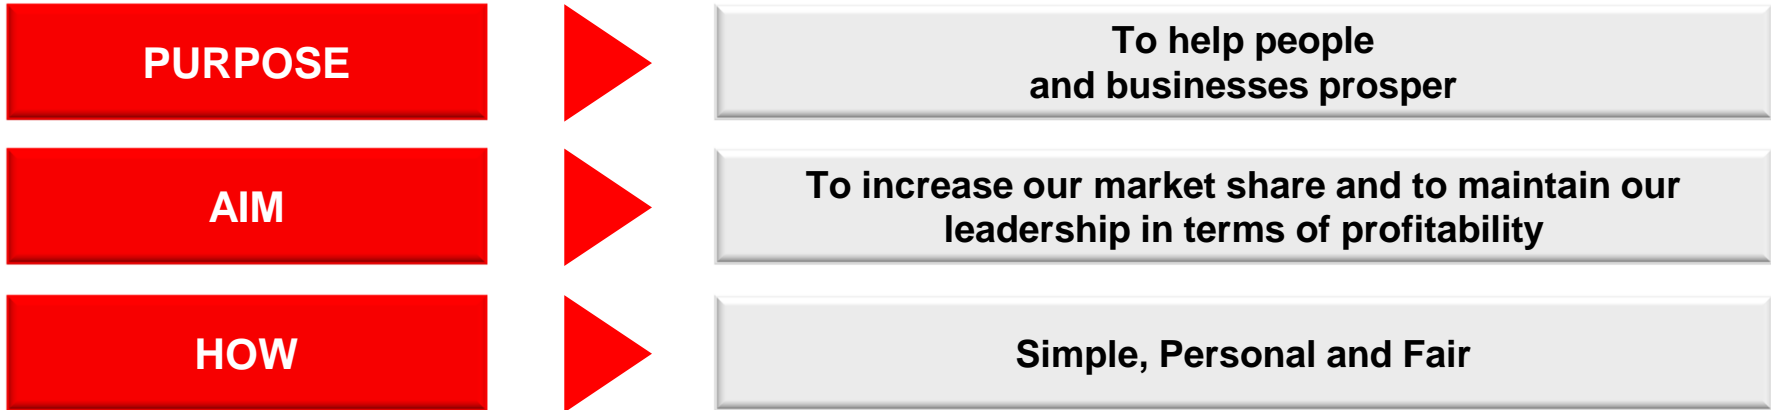 PURPOSE
To help people
and businesses prosper
AIM
To increase our market share and to maintain our
leadership in terms of profitability
HOW
Simple, Personal and Fair